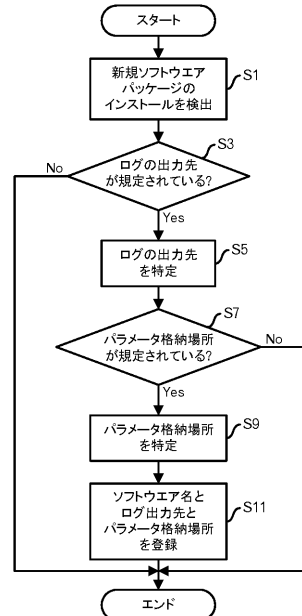 スタート
新規ソフトウエア
パッケージの
インストールを検出
S1
ログの出力先
が規定されている?
S3
No
Yes
ログの出力先
を特定
S5
パラメータ格納場所
が規定されている?
S7
No
Yes
パラメータ格納場所
を特定
S9
ソフトウエア名と
ログ出力先と
パラメータ格納場所
を登録
S11
エンド